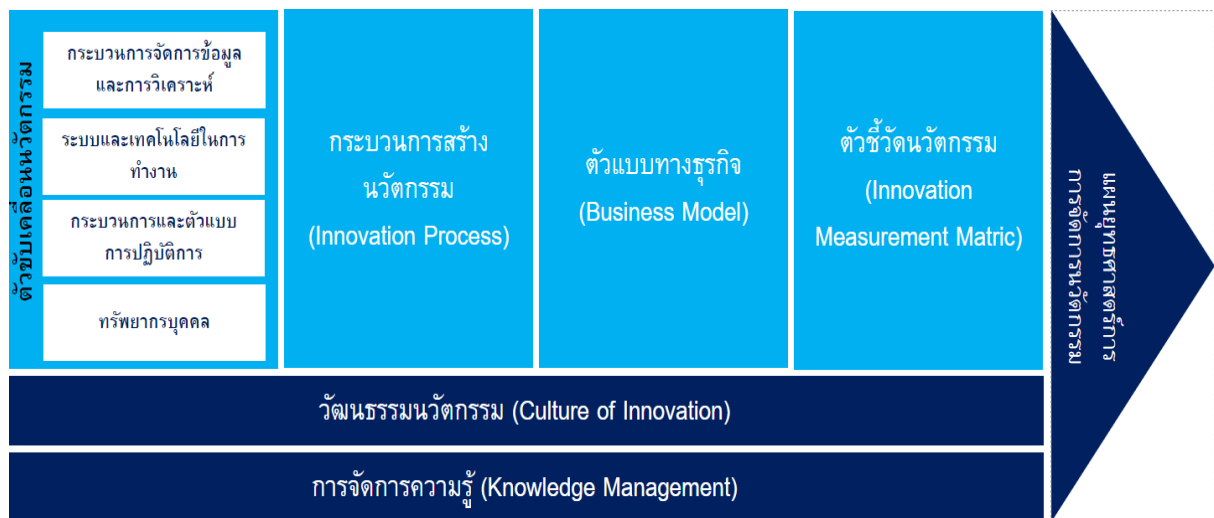 ตัวขับเคลื่อนนวัตกรรม
กระบวนการจัดการข้อมูล
และการวิเคราะห์
ระบบและเทคโนโลยีในการ
ทำงาน
กระบวนการและตัวแบบ
การปฏิบัติการ
ทรัพยากรบุคคล
กระบวนการสร้าง
นวัตกรรม
(Innovation Process)
ตัวแบบทางธุรกิจ
(Business Model)
ตัวชี้วัดนวัตกรรม
(Innovation
Measurement Matric)
แผนยุทธศาสตร์การ
การจัดการนวัตกรรม
วัฒนธรรมนวัตกรรม (Culture of Innovation)
การจัดการความรู้ (Knowledge Management)